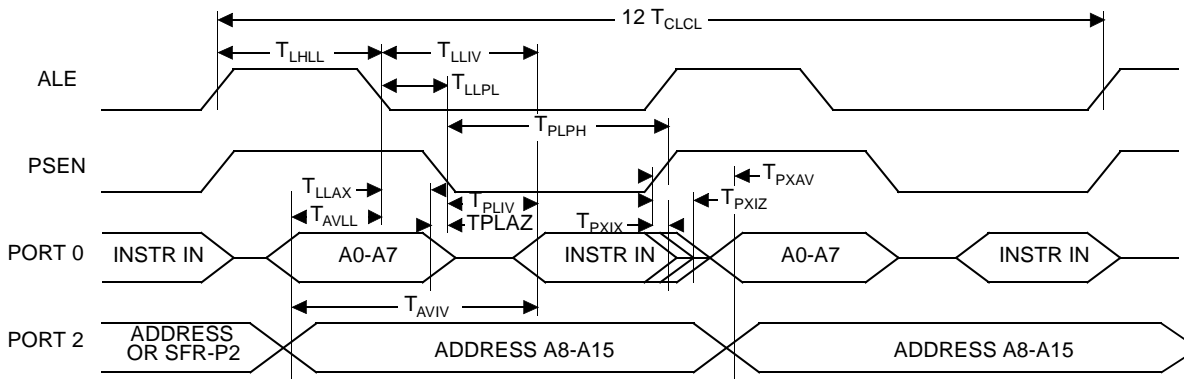 12 TCLCL
TLHLL TLLIV
ALE
TLLPL
TPLPH
PSEN
TLLAX TPXAV
TPLIV TPXIZ
TAVLL TPLAZ TPXIX
PORT 0 INSTR IN A0-A7 INSTR IN A0-A7 INSTR IN
TAVIV
PORT 2 ADDRESS OR SFR-P2 ADDRESS A8-A15 ADDRESS A8-A15